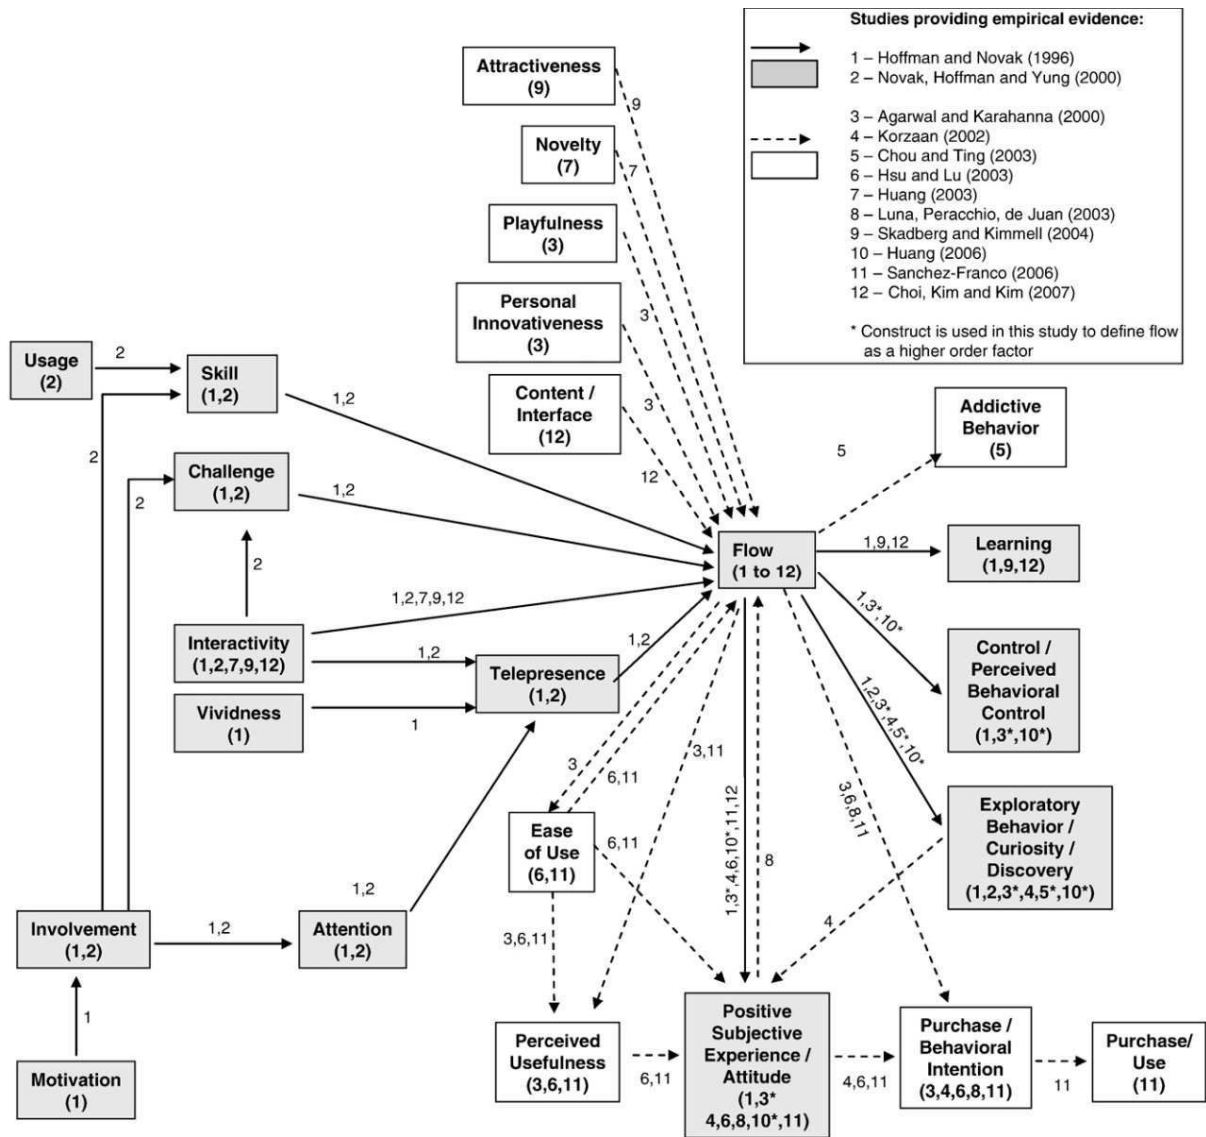 Studies providing empirical evidence:
1 – Hoffman and Novak (1996)
2 – Novak, Hoffman and Yung (2000)
3 – Agarwal and Karahanna (2000)
4 – Korzaan (2002)
5 – Chou and Ting (2003)
6 – Hsu and Lu (2003)
7 – Huang (2003)
8 – Luna, Peracchio, de Juan (2003)
9 – Skadberg and Kimmell (2004)
10 – Huang (2006)
11 – Sanchez-Franco (2006)
12 – Choi, Kim and Kim (2007)
* Construct is used in this study to define flow
as a higher order factor
Attractiveness
(9)
9
Novelty
(7)
7
Playfulness
(3)
3
Personal
Innovativeness
(3)
3
Content /
Interface
(12)
12
Usage
(2)
2
Skill
(1,2)
1,2
2
Challenge
(1,2)
1,2
2
2
Interactivity
(1,2,7,9,12)
1,2,7,9,12
1,2
Vividness
(1)
1
Telepresence
(1,2)
1,2
Flow
(1 to 12)
5
Addictive
Behavior
(5)
1,9,12
Learning
(1,9,12)
1,3*,10*
Control /
Perceived
Behavioral
Control
(1,3*,10*)
1,2,3*,4,5*,10*
Exploratory
Behavior /
Curiosity /
Discovery
(1,2,3*,4,5*,10*)
3
6,11
3,11
1,3*,4,6,10*,11,12
8
3,6,8,11
4
Ease
of Use
(6,11)
6,11
3,6,11
Involvement
(1,2)
1,2
Attention
(1,2)
1,2
1
Motivation
(1)
Perceived
Usefulness
(3,6,11)
6,11
Positive
Subjective
Experience /
Attitude
(1,3*
4,6,8,10*,11)
4,6,11
Purchase /
Behavioral
Intention
(3,4,6,8,11)
11
Purchase/
Use
(11)